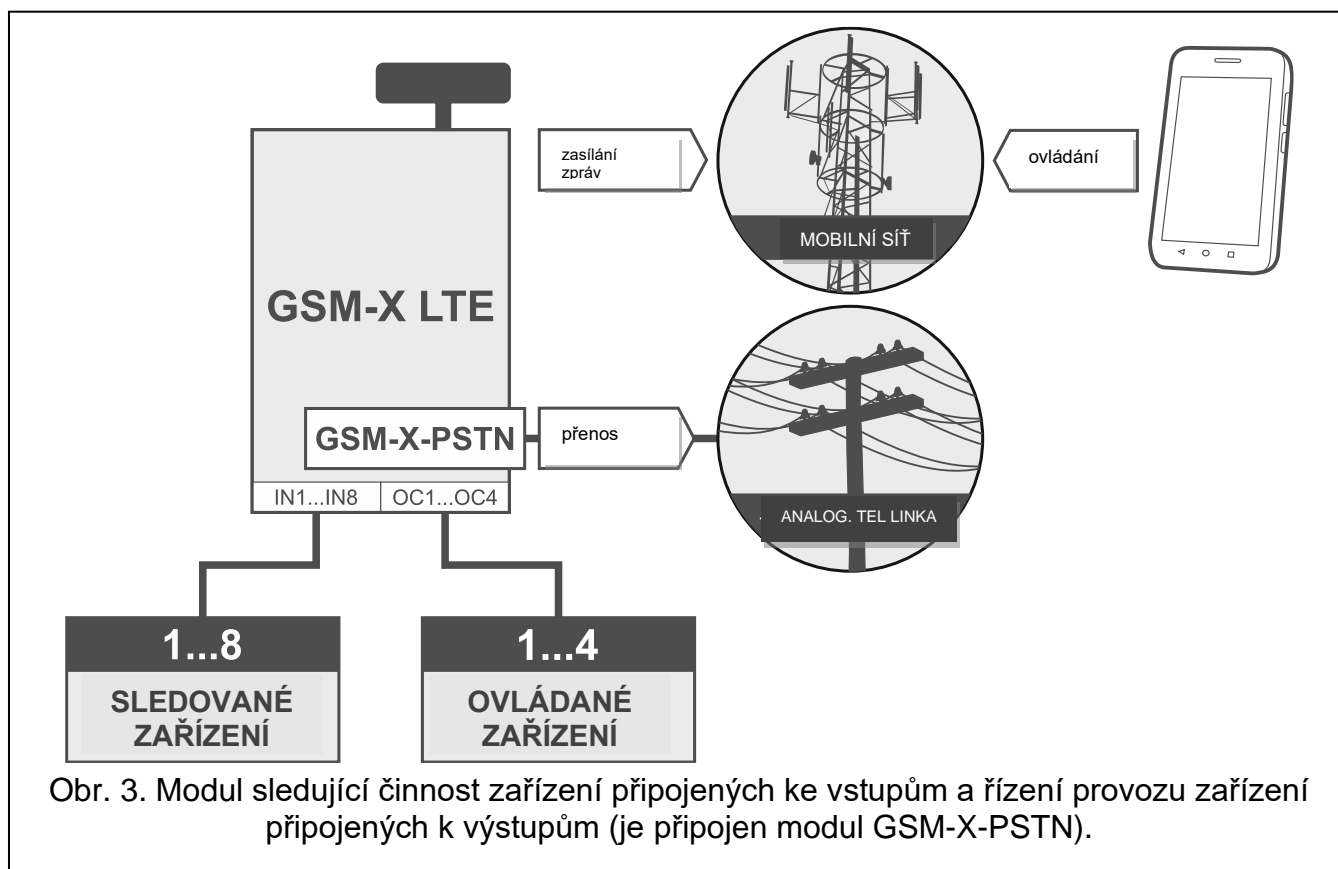 zasílání
zpráv
ovládání
MOBILNÍ SÍŤ
GSM-X LTE
GSM-X-PSTN
přenos
ANALOG. TEL LINKA
IN1...IN8
OC1...OC4
1...8
SLEDOVANÉ
ZAŘÍZENÍ
1...4
OVLÁDANÉ
ZAŘÍZENÍ
Obr. 3. Modul sledující činnost zařízení připojených ke vstupům a řízení provozu zařízení
připojených k výstupům (je připojen modul GSM-X-PSTN).